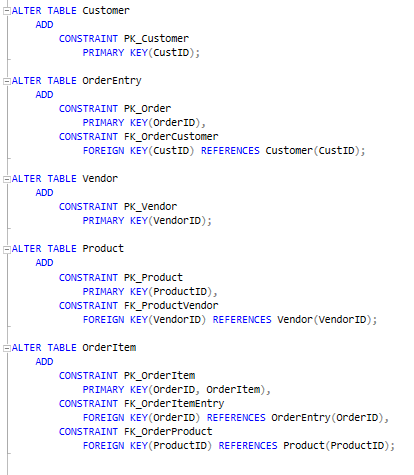 ALTER TABLE Customer
ADD
CONSTRAINT PK_Customer
PRIMARY KEY(CustID);
ALTER TABLE OrderEntry
ADD
CONSTRAINT PK_Order
PRIMARY KEY(OrderID),
CONSTRAINT FK_OrderCustomer
FOREIGN KEY(CustID) REFERENCES Customer(CustID);
ALTER TABLE Vendor
ADD
CONSTRAINT PK_Vendor
PRIMARY KEY(VendorID);
ALTER TABLE Product
ADD
CONSTRAINT PK_Product
PRIMARY KEY(ProductID),
CONSTRAINT FK_ProductVendor
FOREIGN KEY(VendorID) REFERENCES Vendor(VendorID);
ALTER TABLE OrderItem
ADD
CONSTRAINT PK_OrderItem
PRIMARY KEY(OrderID, OrderItem),
CONSTRAINT FK_OrderItemEntry
FOREIGN KEY(OrderID) REFERENCES OrderEntry(OrderID),
CONSTRAINT FK_OrderProduct
FOREIGN KEY(ProductID) REFERENCES Product(ProductID);